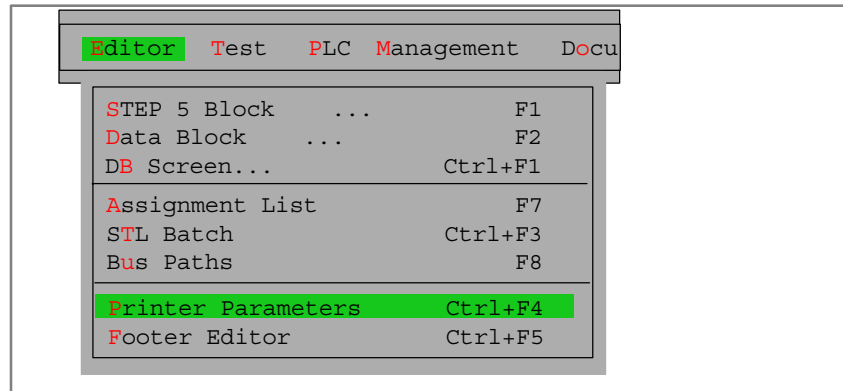 Editor Test PLC Management Docu
STEP 5 Block ... F1
Data Block ... F2
DB Screen... Ctrl+F1
Assignment List F7
STL Batch Ctrl+F3
Bus Paths F8
Printer Parameters Ctrl+F4
Footer Editor Ctrl+F5